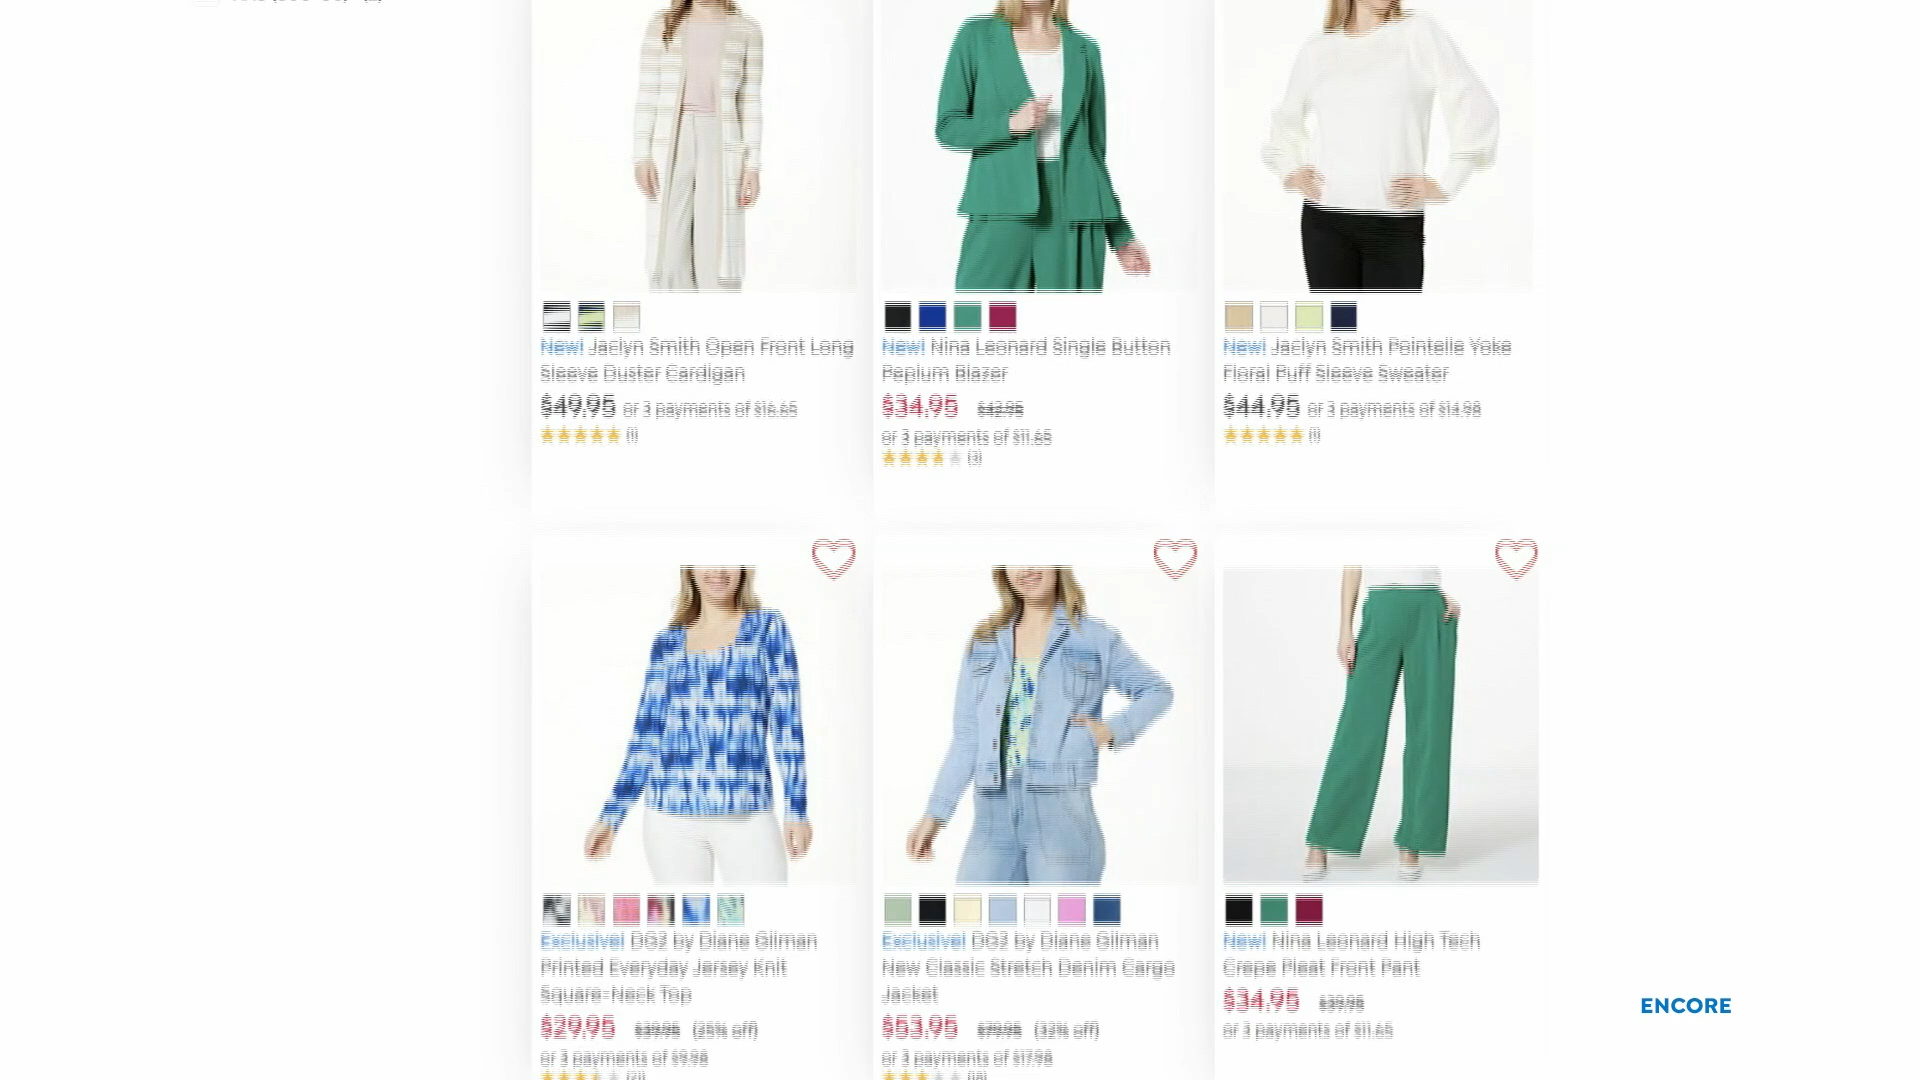 New! Jaclyn Smith Open Front Long
Sleeve Duster Cardigan
$49.95 or 3 payments of $16.65
(1)
New! Nina Leonard Single Button
Peplum Blazer
$34.95 $42.95
or 3 payments of $11.65
(3)
New! Jaclyn Smith Pointelle Yoke
Floral Puff Sleeve Sweater
$44.95 or 3 payments of $14.98
(1)
Exclusive! DG2 by Diane Gilman
Printed Everyday Jersey Knit
Square-Neck Top
$29.95 $39.95 (25% off)
or 3 payments of $9.98
Exclusive! DG2 by Diane Gilman
New Classic Stretch Denim Cargo
Jacket
$53.95 $79.95 (32% off)
or 3 payments of $17.98
New! Nina Leonard High Tech
Crepe Pleat Front Pant
$34.95 $39.95
or 3 payments of $11.65
ENCORE